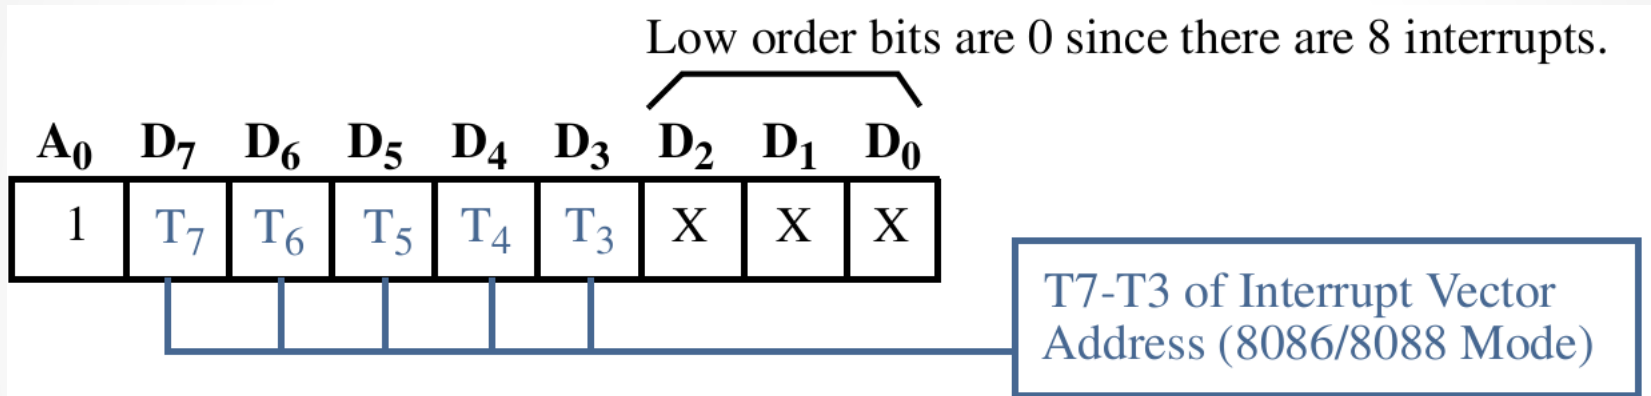 Low order bits are 0 since there are 8 interrupts.
A0 D7 D6 D5 D4 D3 D2 D1 D0
1 T7 T6 T5 T4 T3 X X X
T7-T3 of Interrupt Vector
Address (8086/8088 Mode)